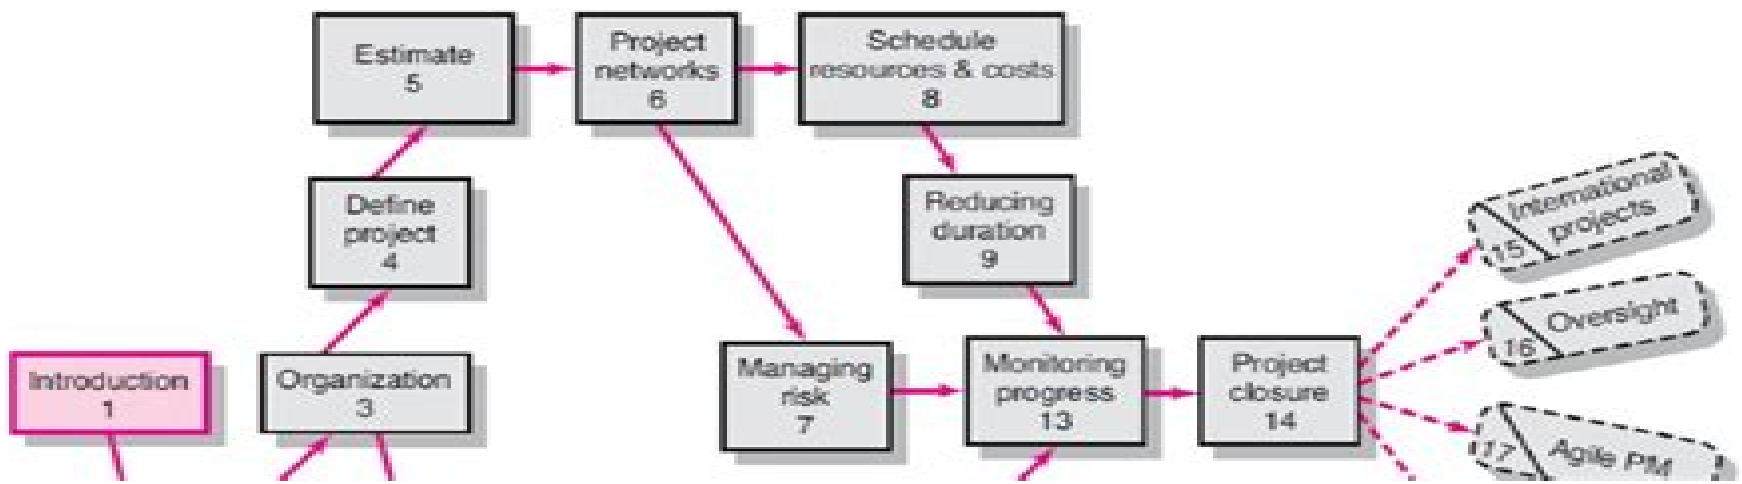 Estimate
5
Project
networks
6
Schedule
resources & costs
8
Define
project
4
Reducing
duration
9
International
projects
15
Oversight
16
Introduction
1
Organization
3
Managing
risk
7
Monitoring
progress
13
Project
closure
14
Agile PM
17